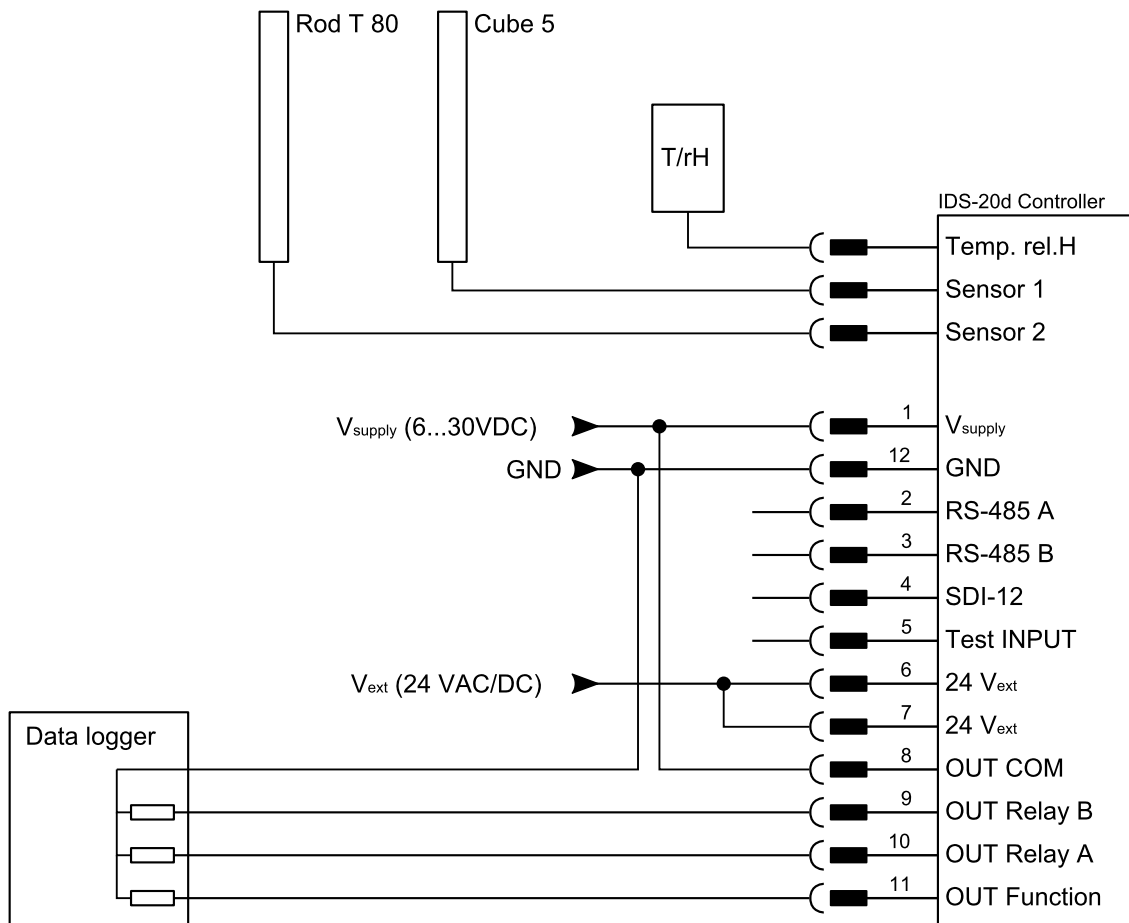 Rod T 80
Cube 5
T/rH
IDS-20d Controller
Temp. rel.H
Sensor 1
Sensor 2
Vsupply (6...30VDC)
1
Vsupply
GND
12
GND
2
RS-485 A
3
RS-485 B
4
SDI-12
5
Test INPUT
Vext (24 VAC/DC)
6
24 Vext
7
24 Vext
Data logger
8
OUT COM
9
OUT Relay B
10
OUT Relay A
11
OUT Function